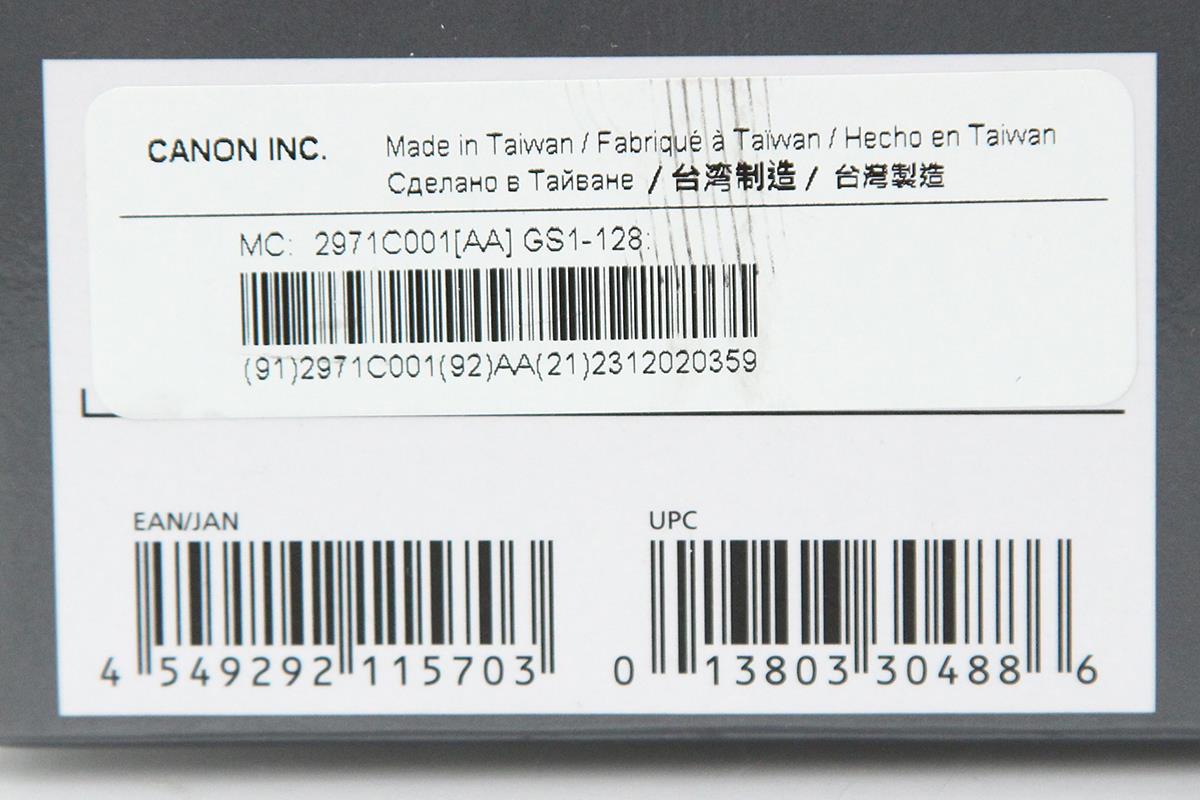 CANON INC.
Made in Taiwan / Fabriqué à Taïwan / Hecho en Taiwan
Сделано в Тайване / 台湾制造 / 台灣製造
MC: 2971C001[AA] GS1-128:
(91)2971C001(92)AA(21)2312020359
EAN/JAN
4 549292 115703
UPC
0 13803 30488 6